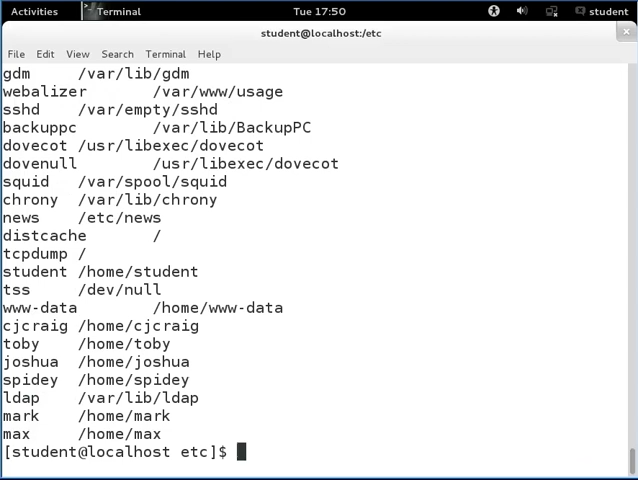 Activities Terminal Tue 17:50 student
student@localhost:/etc
File Edit View Search Terminal Help
gdm /var/lib/gdm
webalizer /var/www/usage
sshd /var/empty/sshd
backuppc /var/lib/BackupPC
dovecot /usr/libexec/dovecot
dovenull /usr/libexec/dovecot
squid /var/spool/squid
chrony /var/lib/chrony
news /etc/news
distcache /
tcpdump /
student /home/student
tss /dev/null
www-data /home/www-data
cjcraig /home/cjcraig
toby /home/toby
joshua /home/joshua
spidey /home/spidey
ldap /var/lib/ldap
mark /home/mark
max /home/max
[student@localhost etc]$